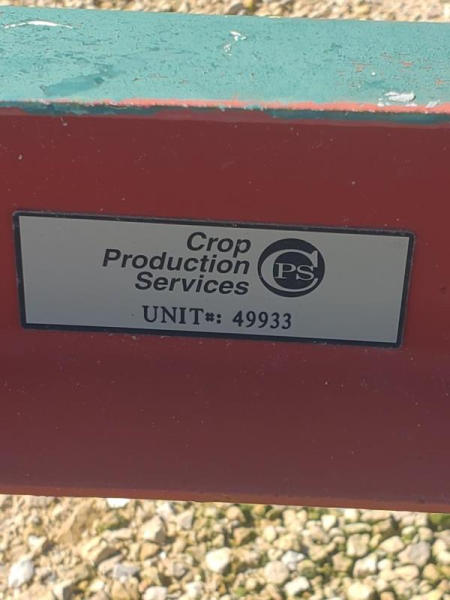 Crop
Production
Services
CPS
UNIT#: 49933